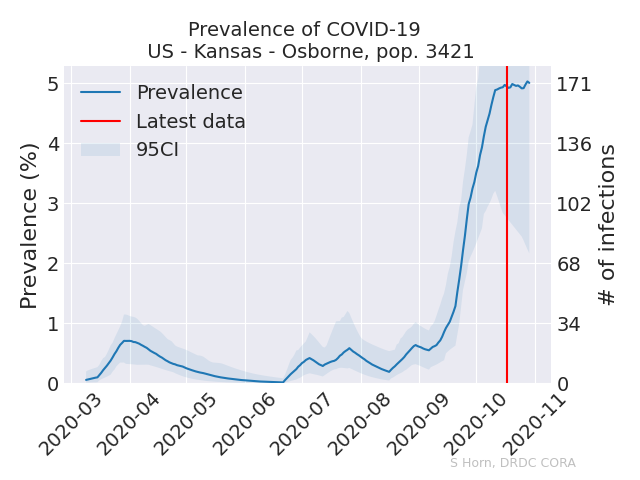 Prevalence of COVID-19
US - Kansas - Osborne, pop. 3421
Prevalence
Latest data
95CI
Prevalence (%)
5
4
3
2
1
0
171
136
102
68
34
0
# of infections
2020-03
2020-04
2020-05
2020-06
2020-07
2020-08
2020-09
2020-10
2020-11
S Horn, DRDC CORA